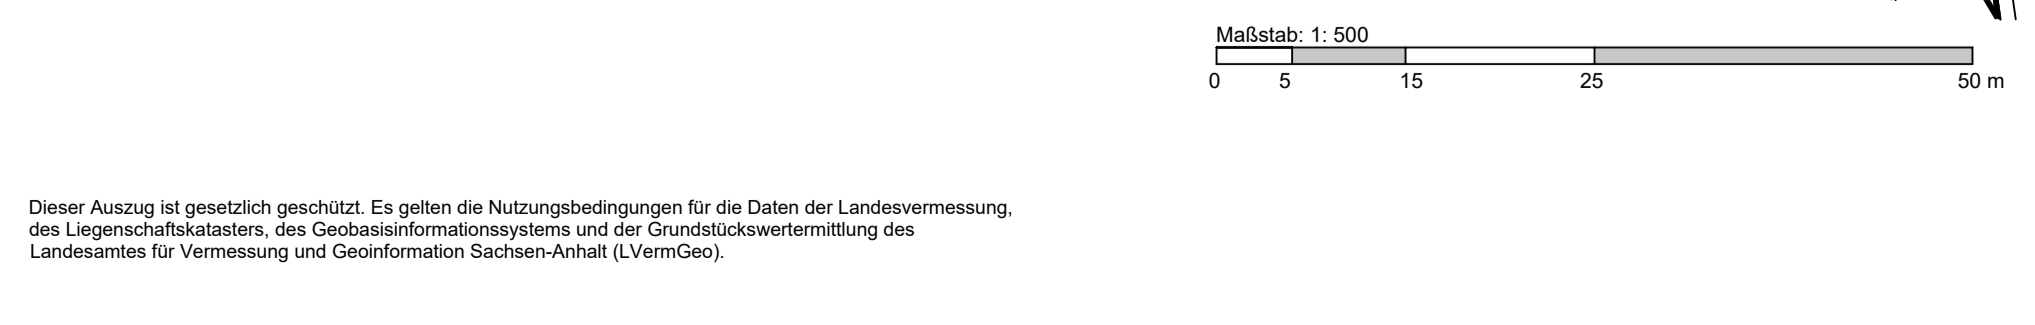 Maßstab: 1: 500
0 5 15 25 50 m
Dieser Auszug ist gesetzlich geschützt. Es gelten die Nutzungsbedingungen für die Daten der Landesvermessung,
des Liegenschaftskatasters, des Geobasisinformationssystems und der Grundstückswertermittlung des
Landesamtes für Vermessung und Geoinformation Sachsen-Anhalt (LVermGeo).